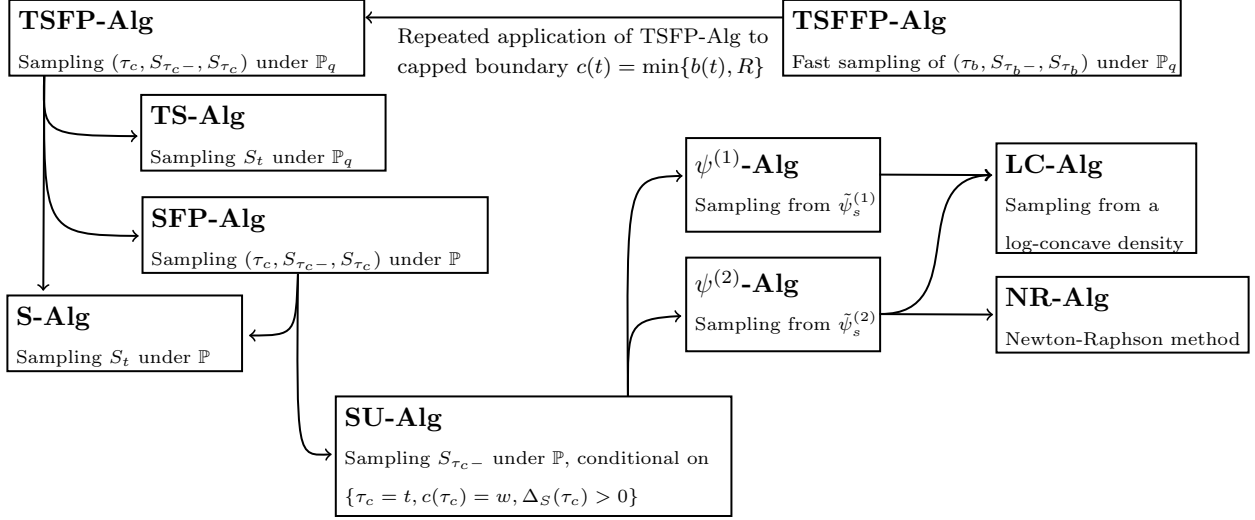 TSFP-Alg
Sampling (τ_c, S_{τ_c−}, S_{τ_c}) under ℙ_q
Repeated application of TSFP-Alg to
capped boundary c(t) = min{b(t), R}
TSFFP-Alg
Fast sampling of (τ_b, S_{τ_b−}, S_{τ_b}) under ℙ_q
TS-Alg
Sampling S_t under ℙ_q
SFP-Alg
Sampling (τ_c, S_{τ_c−}, S_{τ_c}) under ℙ
S-Alg
Sampling S_t under ℙ
SU-Alg
Sampling S_{τ_c−} under ℙ, conditional on
{τ_c = t, c(τ_c) = w, Δ_S(τ_c) > 0}
ψ^{(1)}-Alg
Sampling from ψ̃_s^{(1)}
ψ^{(2)}-Alg
Sampling from ψ̃_s^{(2)}
LC-Alg
Sampling from a
log-concave density
NR-Alg
Newton-Raphson method